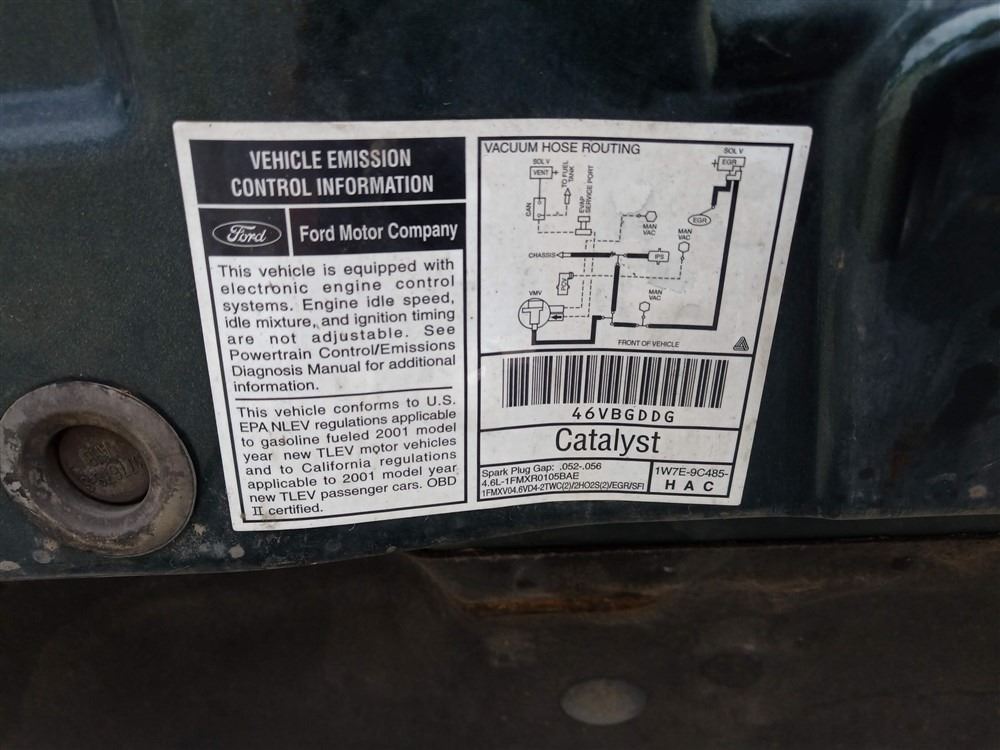 VEHICLE EMISSION
CONTROL INFORMATION
Ford
Ford Motor Company
This vehicle is equipped with
electronic engine control
systems. Engine idle speed,
idle mixture, and ignition timing
are not adjustable. See
Powertrain Control/Emissions
Diagnosis Manual for additional
information.
This vehicle conforms to U.S.
EPA NLEV regulations applicable
to gasoline fueled 2001 model
year new TLEV motor vehicles
and to California regulations
applicable to 2001 model year
new TLEV passenger cars. OBD
II certified.
VACUUM HOSE ROUTING
SOL V
VENT +
TO FUEL
TANK
CAN
EVAP
SERVICE PORT
MAN
VAC
SOL V
+ EGR
EGR
MAN
VAC
CHASSIS
IPS
VMV
MAN
VAC
FRONT OF VEHICLE
46VBGDDG
Catalyst
Spark Plug Gap: .052-.056
4.6L-1FMXR0105BAE
1FMXV04.6VD4-2TWC(2)/2HO2S(2)/EGR/SFI
1W7E-9C485-
HAC